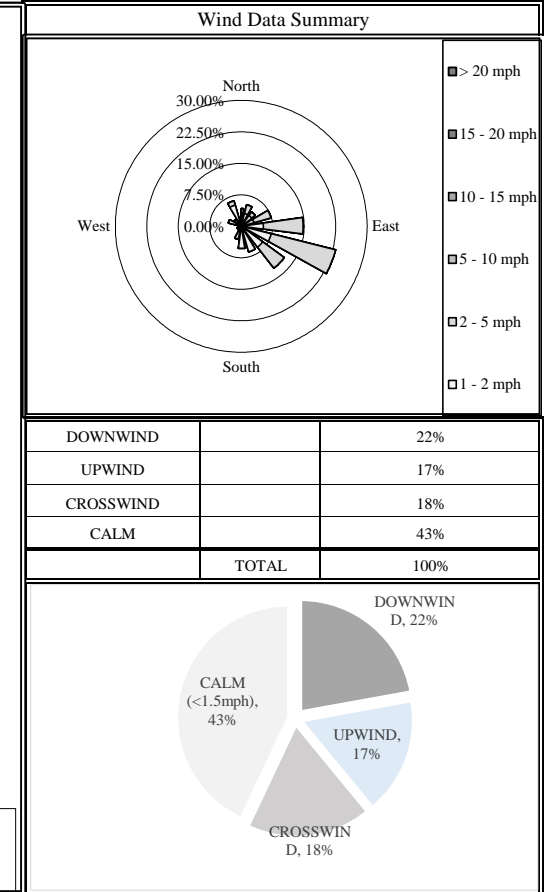 Wind Data Summary
North
30.00%
22.50%
15.00%
7.50%
0.00%
West
East
South
> 20 mph
15 - 20 mph
10 - 15 mph
5 - 10 mph
2 - 5 mph
1 - 2 mph
DOWNWIND 22%
UPWIND 17%
CROSSWIND 18%
CALM 43%
TOTAL 100%
DOWNWIN
D, 22%
UPWIND,
17%
CROSSWIN
D, 18%
CALM
(<1.5mph),
43%